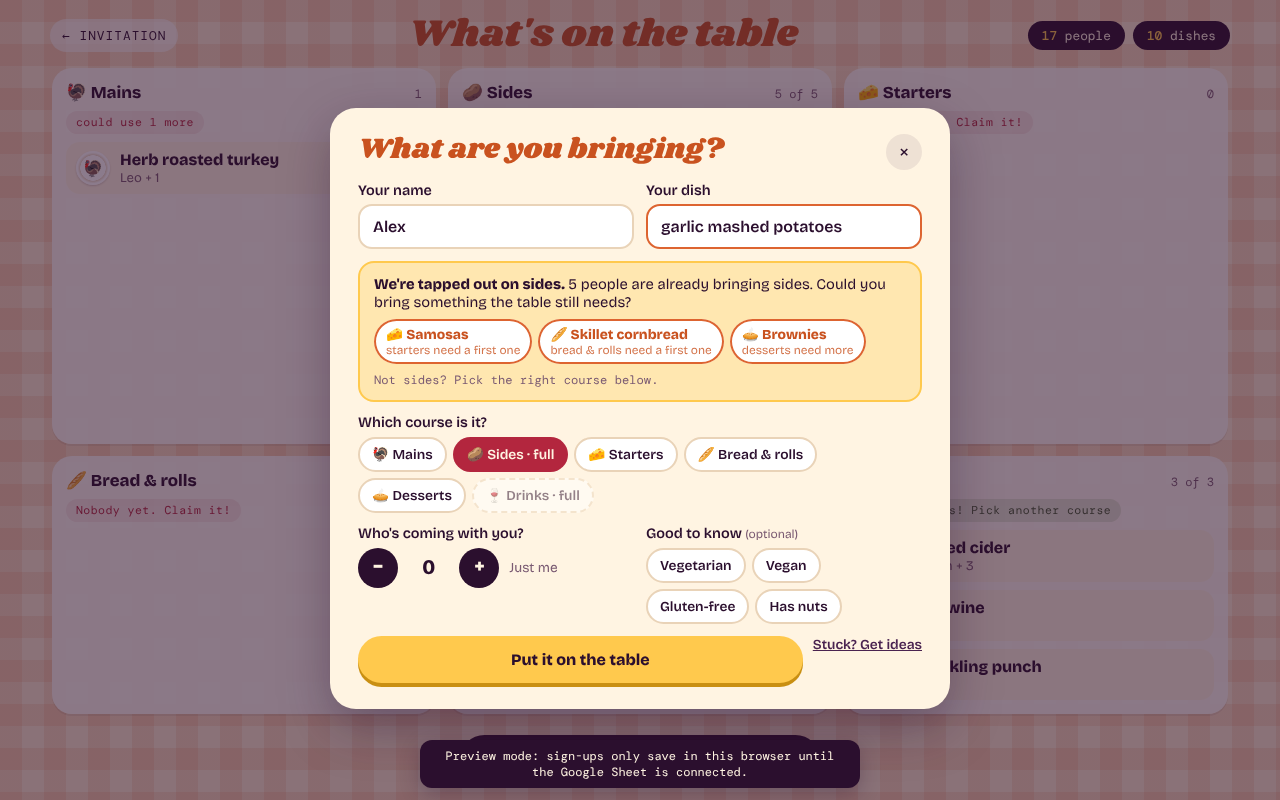 ← INVITATION
What's on the table
17 people
10 dishes
Mains
1
Sides
5 of 5
Starters
0
could use 1 more
Claim it!
Herb roasted turkey
Leo + 1
What are you bringing?
×
Your name
Your dish
Alex
garlic mashed potatoes
We're tapped out on sides. 5 people are already bringing sides. Could you
bring something the table still needs?
Samosas
starters need a first one
Skillet cornbread
bread & rolls need a first one
Brownies
desserts need more
Not sides? Pick the right course below.
Which course is it?
Mains
Sides · full
Starters
Bread & rolls
Desserts
Drinks · full
Who's coming with you?
Good to know (optional)
−
0
+
Just me
Vegetarian
Vegan
Gluten-free
Has nuts
Put it on the table
Stuck? Get ideas
Bread & rolls
Nobody yet. Claim it!
3 of 3
! Pick another course
cider
+ 3
wine
punch
Preview mode: sign-ups only save in this browser until
the Google Sheet is connected.